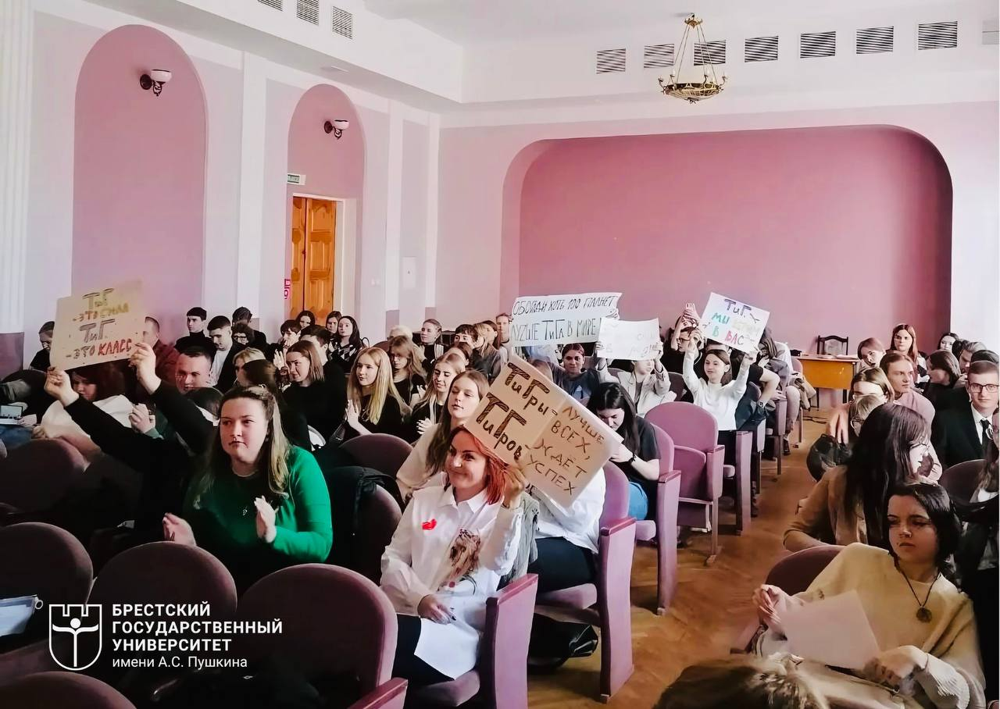 ТиГ
-ЭТО СИЛА
ТиГ
-ЭТО КЛАСС
ОБОЙДИ ХОТЬ 100 ПЛАНЕТ
ЛУЧШЕ ТиГА В МИРЕ
ТиГ
МЫ
В ВАС
ТиГРы-
ТиГРов
ЛУЧШЕ
ВСЕХ,
ЖДЁТ
УСПЕХ
БРЕСТСКИЙ
ГОСУДАРСТВЕННЫЙ
УНИВЕРСИТЕТ
имени А.С. Пушкина